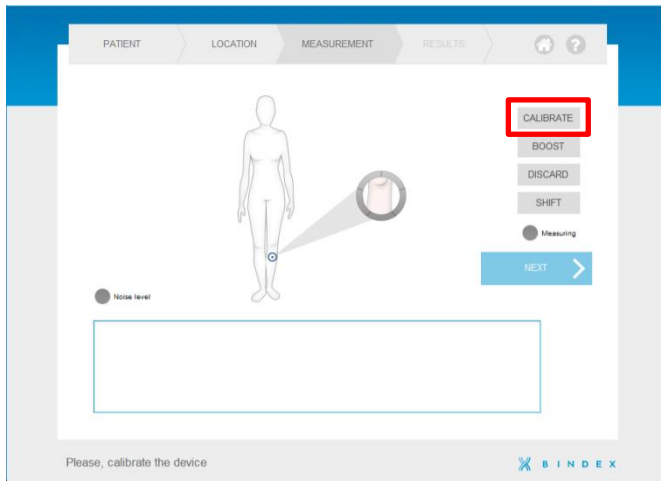 PATIENT LOCATION MEASUREMENT RESULTS ?
CALIBRATE
BOOST
DISCARD
SHIFT
Measuring
NEXT
Noise level
Please, calibrate the device
BINDEX